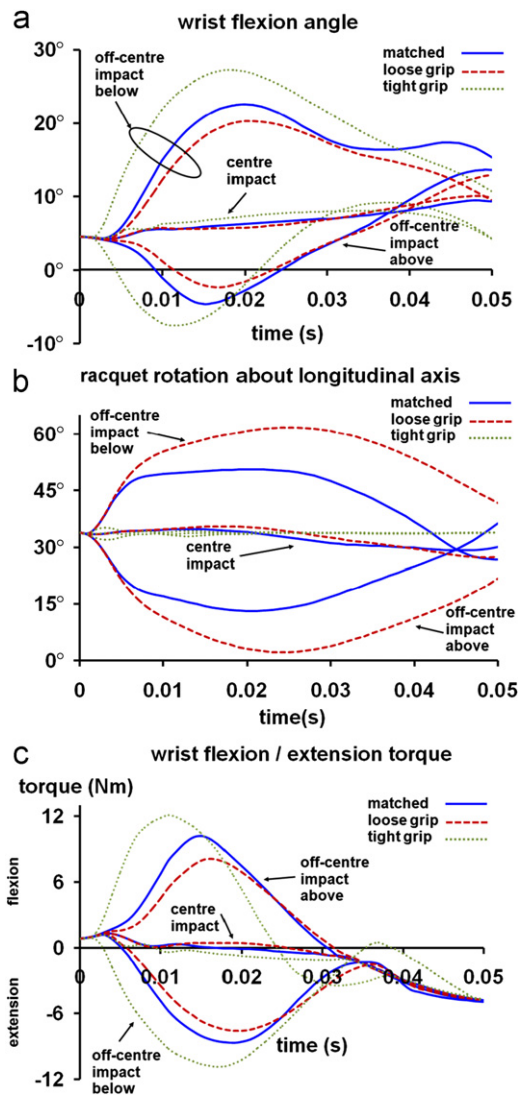 a
wrist flexion angle
30°
20°
10°
0°
-10°
off-centre
impact
below
matched
loose grip
tight grip
centre
impact
off-centre
impact
above
0
0.01
0.02
0.03
0.04
0.05
time (s)
b
racquet rotation about longitudinal axis
60°
45°
30°
15°
0°
off-centre
impact
below
matched
loose grip
tight grip
centre
impact
off-centre
impact
above
0
0.01
0.02
0.03
0.04
0.05
time(s)
c
wrist flexion / extension torque
torque (Nm)
12
6
0
-6
-12
flexion
extension
matched
loose grip
tight grip
off-centre
impact above
centre
impact
0
0.01
0.02
0.03
0.04
0.05
time (s)
off-centre
impact
below